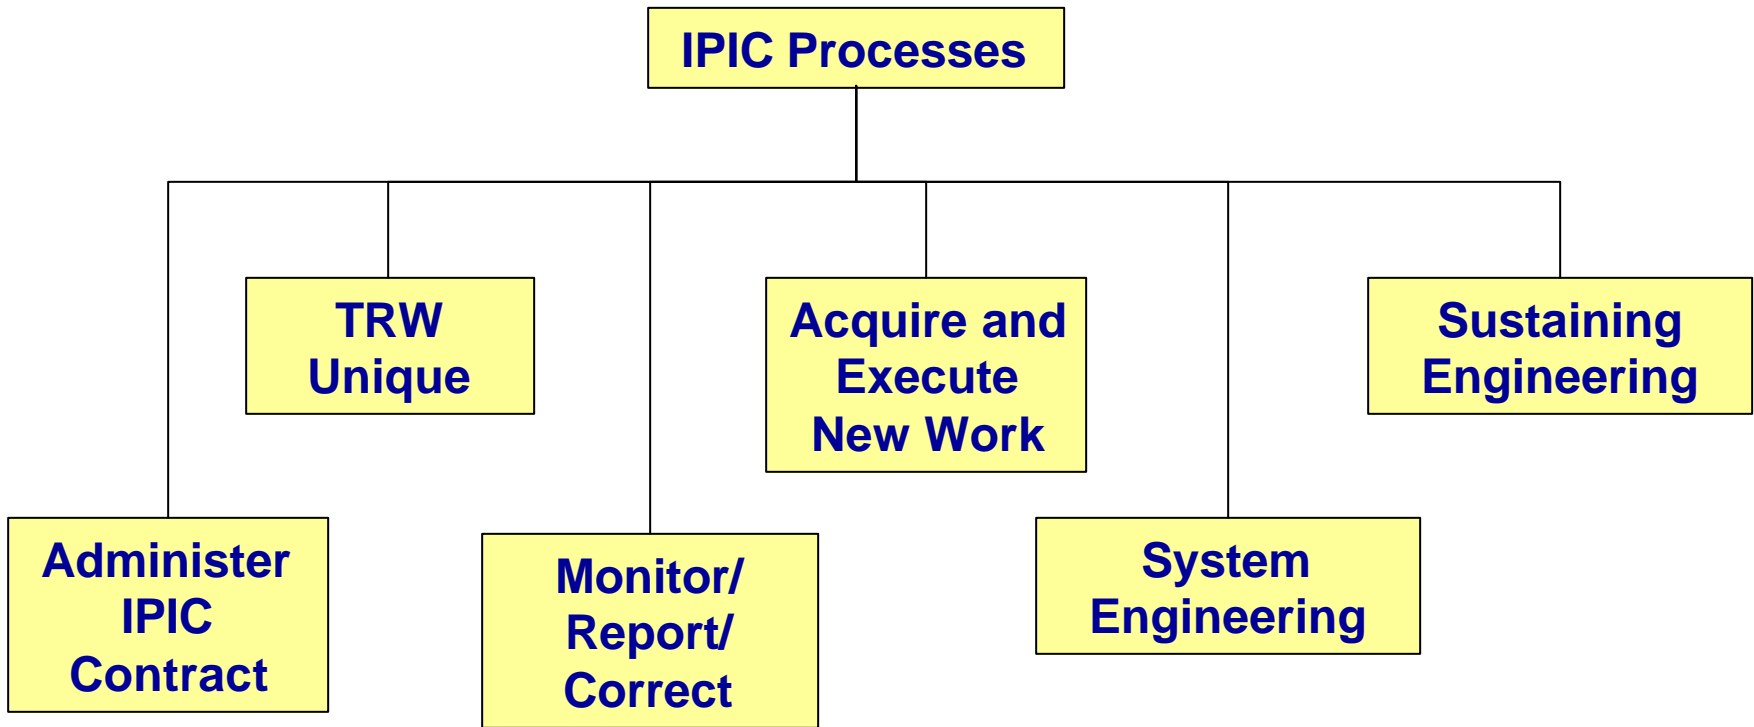 IPIC Processes
TRW
Unique
Acquire and
Execute
New Work
Sustaining
Engineering
Administer
IPIC
Contract
Monitor/
Report/
Correct
System
Engineering